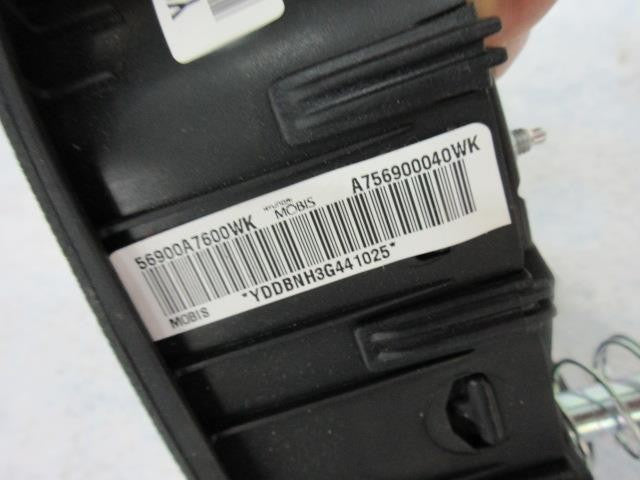 56900A7600WK HYUNDAI MOBIS A756900040WK
*YDDBNH3G441025*
MOBIS